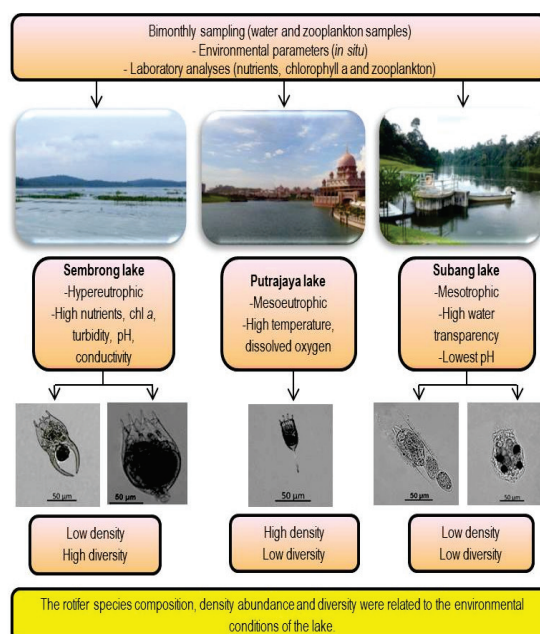 Bimonthly sampling (water and zooplankton samples)
- Environmental parameters (in situ)
- Laboratory analyses (nutrients, chlorophyll a and zooplankton)
Sembrong lake
-Hypereutrophic
-High nutrients, chl a,
turbidity, pH,
conductivity
Putrajaya lake
-Mesoeutrophic
-High temperature,
dissolved oxygen
Subang lake
-Mesotrophic
-High water
transparency
-Lowest pH
50 µm
50 µm
50 µm
50 µm
50 µm
Low density
High diversity
High density
Low diversity
Low density
Low diversity
The rotifer species composition, density abundance and diversity were related to the environmental
conditions of the lake.